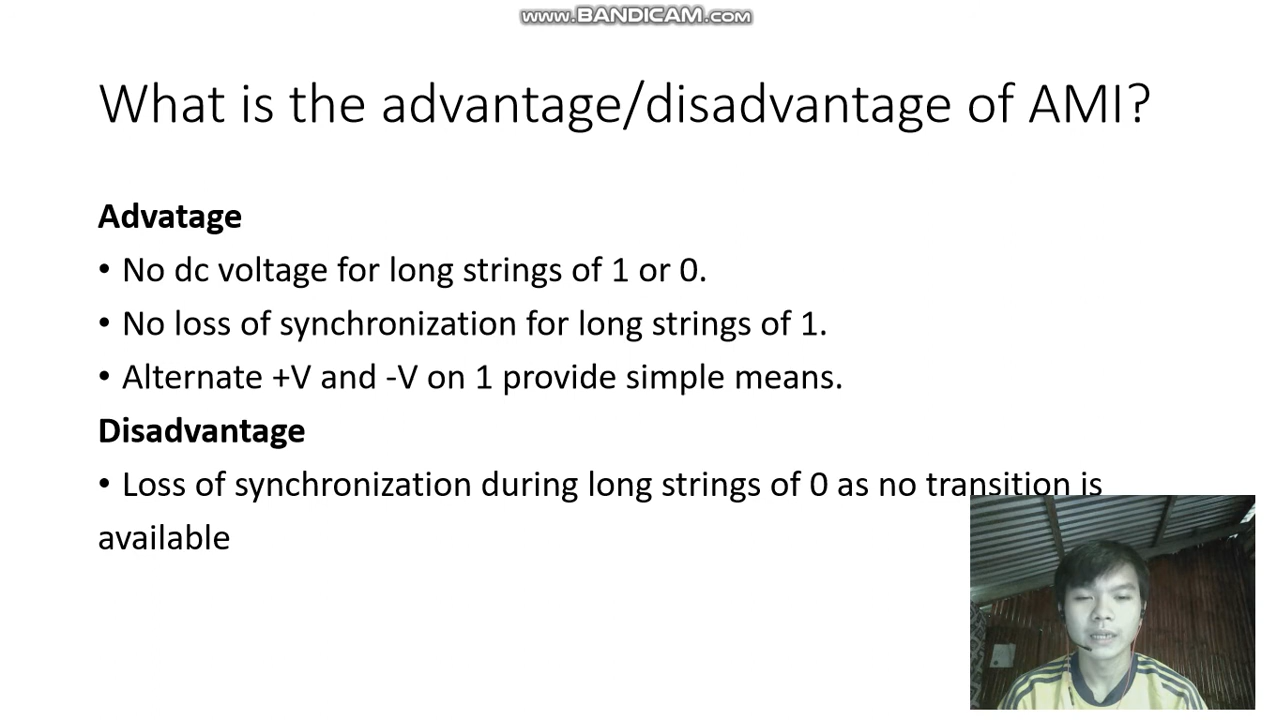 www.BANDICAM.com
What is the advantage/disadvantage of AMI?
Advatage
• No dc voltage for long strings of 1 or 0.
• No loss of synchronization for long strings of 1.
• Alternate +V and -V on 1 provide simple means.
Disadvantage
• Loss of synchronization during long strings of 0 as no transition is
available